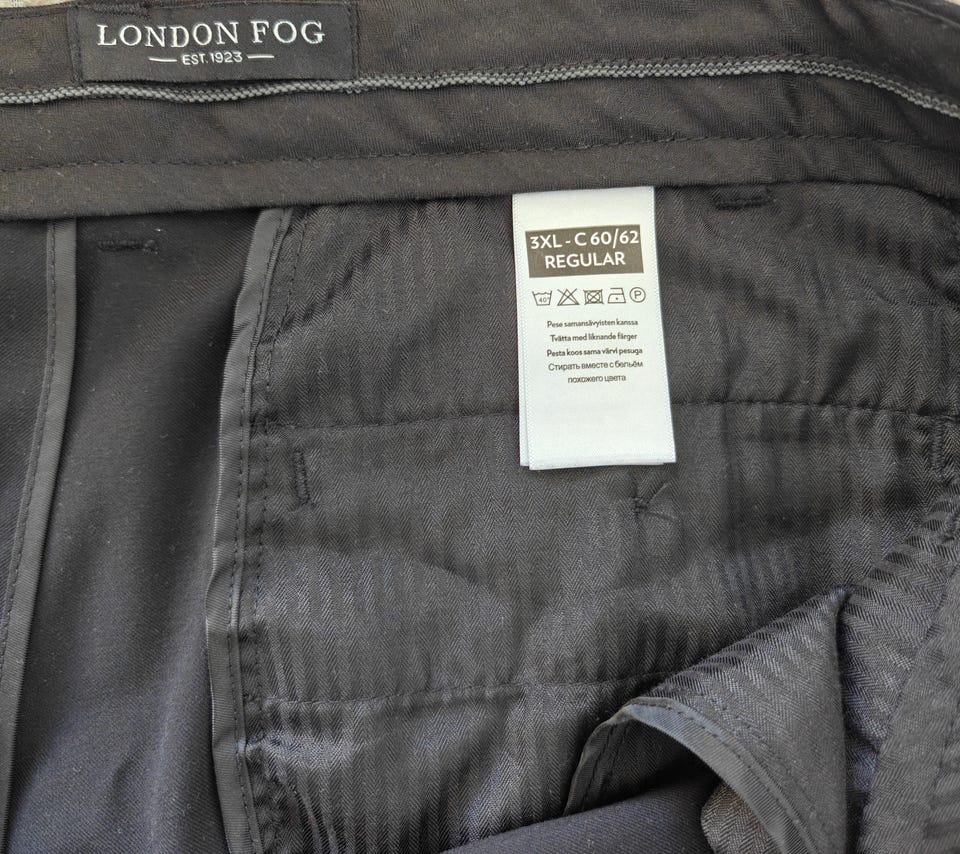 LONDON FOG
EST. 1923
3XL - C 60/62
REGULAR
40° P
Pese samansävyisten kanssa
Tvätta med liknande färger
Pesta koos sama värvi pesuga
Стирать вместе с бельём
похожего цвета